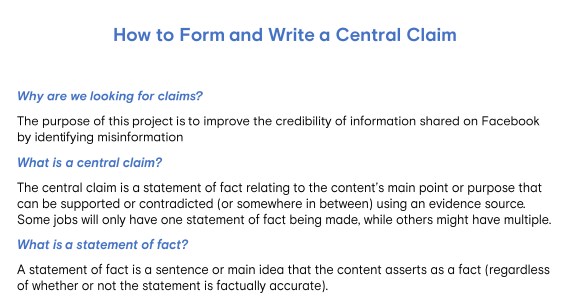 How to Form and Write a Central Claim
Why are we looking for claims?
The purpose of this project is to improve the credibility of information shared on Facebook
by identifying misinformation
What is a central claim?
The central claim is a statement of fact relating to the content's main point or purpose that
can be supported or contradicted (or somewhere in between) using an evidence source.
Some jobs will only have one statement of fact being made, while others might have multiple.
What is a statement of fact?
A statement of fact is a sentence or main idea that the content asserts as a fact (regardless
of whether or not the statement is factually accurate).